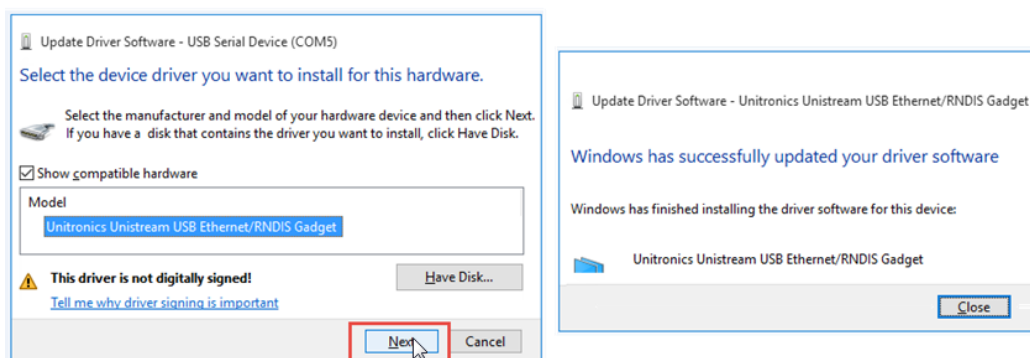 Update Driver Software - USB Serial Device (COM5)
Select the device driver you want to install for this hardware.
Select the manufacturer and model of your hardware device and then click Next.
If you have a disk that contains the driver you want to install, click Have Disk.
Show compatible hardware
Model
Unitronics Unistream USB Ethernet/RNDIS Gadget
This driver is not digitally signed!
Have Disk...
Tell me why driver signing is important
Next
Cancel
Update Driver Software - Unitronics Unistream USB Ethernet/RNDIS Gadget
Windows has successfully updated your driver software
Windows has finished installing the driver software for this device:
Unitronics Unistream USB Ethernet/RNDIS Gadget
Close